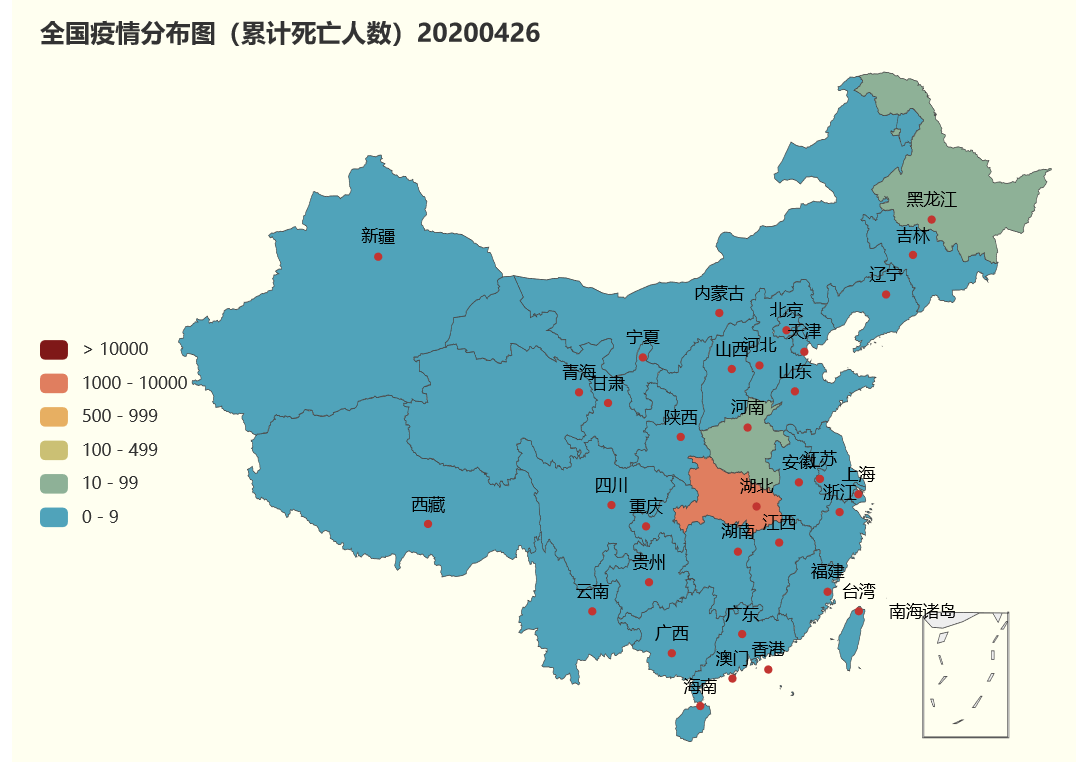 全国疫情分布图（累计死亡人数）20200426
黑龙江
新疆
吉林
辽宁
内蒙古
北京
天津
宁夏
山西
河北
> 10000
青海
甘肃
山东
1000 - 10000
河南
500 - 999
陕西
100 - 499
安徽
江苏
上海
10 - 99
四川
湖北
浙江
西藏
重庆
0 - 9
湖南
江西
贵州
福建
云南
台湾
南海诸岛
广东
广西
澳门
香港
海南